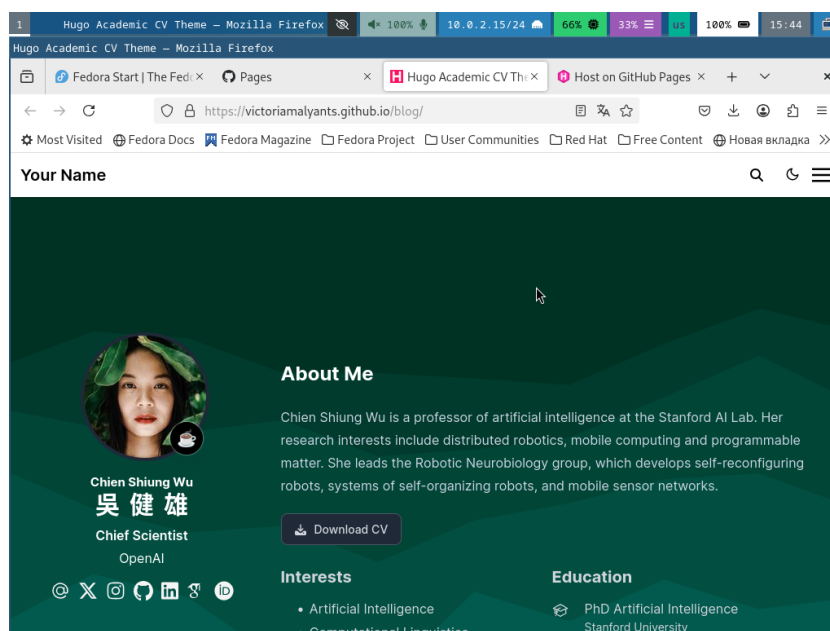 1 Hugo Academic CV Theme — Mozilla Firefox 100% 10.0.2.15/24 66% 33% us 100% 15:44
Hugo Academic CV Theme — Mozilla Firefox
Fedora Start | The Fed Pages Hugo Academic CV The Host on GitHub Pages
https://victoriamalyants.github.io/blog/
Most Visited Fedora Docs Fedora Magazine Fedora Project User Communities Red Hat Free Content Новая вкладка
Your Name
About Me
Chien Shiung Wu is a professor of artificial intelligence at the Stanford AI Lab. Her
research interests include distributed robotics, mobile computing and programmable
matter. She leads the Robotic Neurobiology group, which develops self-reconfiguring
robots, systems of self-organizing robots, and mobile sensor networks.
Chien Shiung Wu
吳健雄
Chief Scientist
OpenAI
Download CV
Interests
Artificial Intelligence
Computational Linguistics
Education
PhD Artificial Intelligence
Stanford University